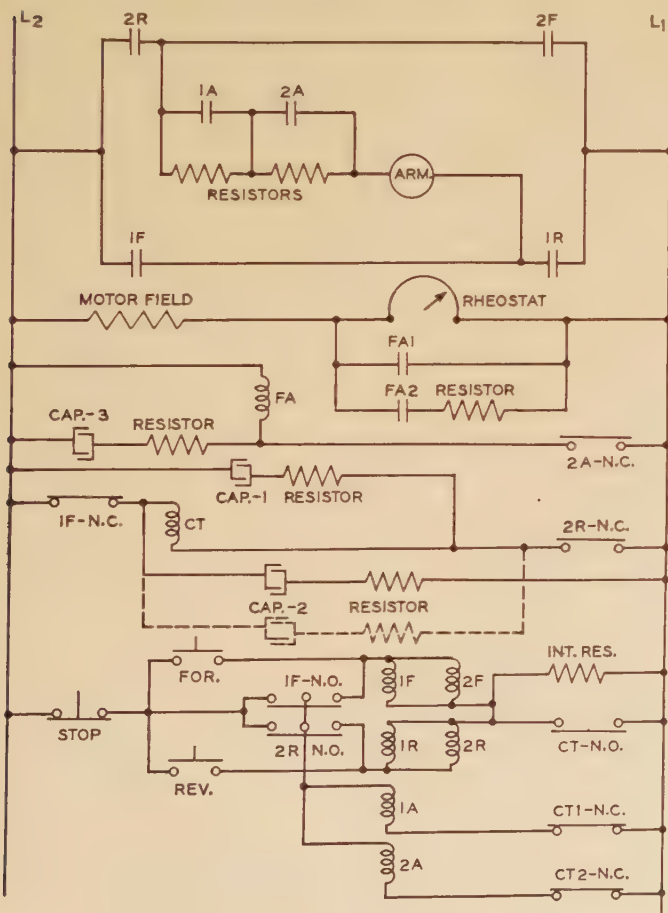 L2
L1
2R
2F
1A
2A
RESISTORS
ARM.
1F
1R
MOTOR FIELD
RHEOSTAT
FA1
FA2
RESISTOR
FA
CAP.-3
RESISTOR
2A-N.C.
CAP.-1
RESISTOR
1F-N.C.
CT
2R-N.C.
CAP.-2
RESISTOR
FOR.
1F
2F
INT. RES.
1F-N.O.
STOP
2R N.O.
1R
2R
CT-N.O.
REV.
1A
CT1-N.C.
2A
CT2-N.C.